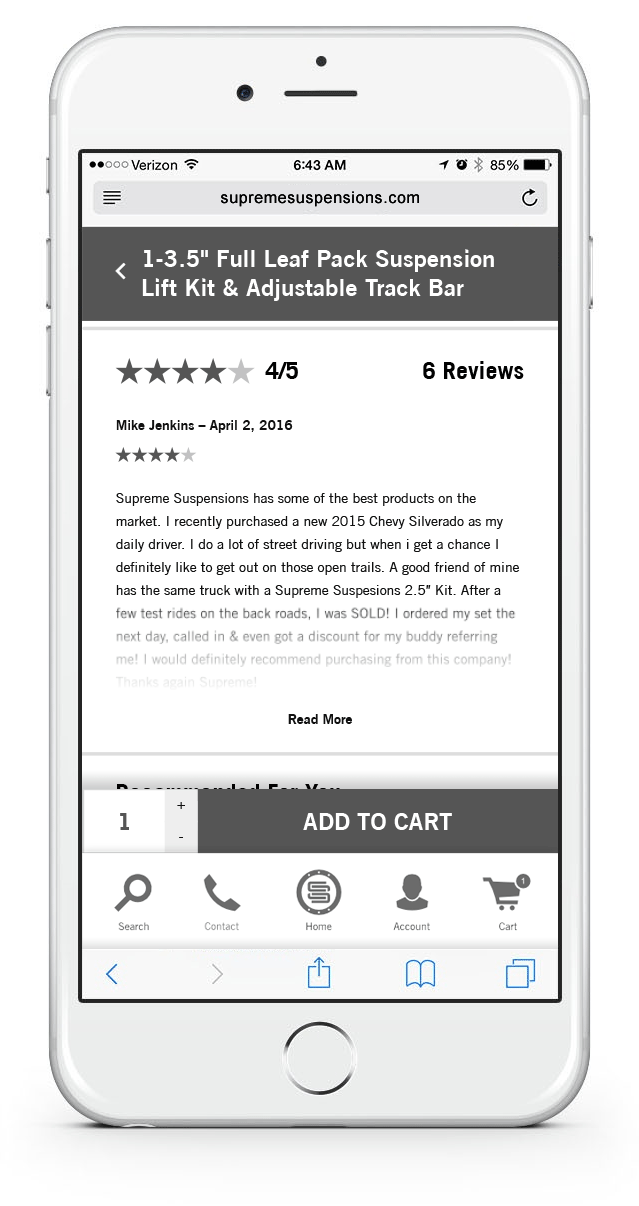 Verizon 6:43 AM 85%
supremesuspensions.com
1-3.5" Full Leaf Pack Suspension
Lift Kit & Adjustable Track Bar
4/5 6 Reviews
Mike Jenkins – April 2, 2016
Supreme Suspensions has some of the best products on the
market. I recently purchased a new 2015 Chevy Silverado as my
daily driver. I do a lot of street driving but when i get a chance I
definitely like to get out on those open trails. A good friend of mine
has the same truck with a Supreme Suspesions 2.5″ Kit. After a
few test rides on the back roads, I was SOLD! I ordered my set the
next day, called in & even got a discount for my buddy referring
me! I would definitely recommend purchasing from this company!
Thanks again Supreme!
Read More
Recommended For You
1 + - ADD TO CART
1
Search Contact Home Account Cart